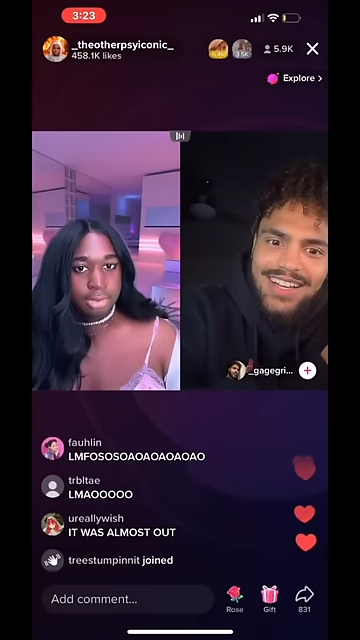 3:23
_theotherpsyiconic_
458.1K likes
5.9K
Explore >
_gagegri...
fauhlin
LMFOSOSOAOAOAOAOAO
trbltae
LMAOOOOO
ureallywish
IT WAS ALMOST OUT
treestumpinnit joined
Add comment...
Rose
Gift
831